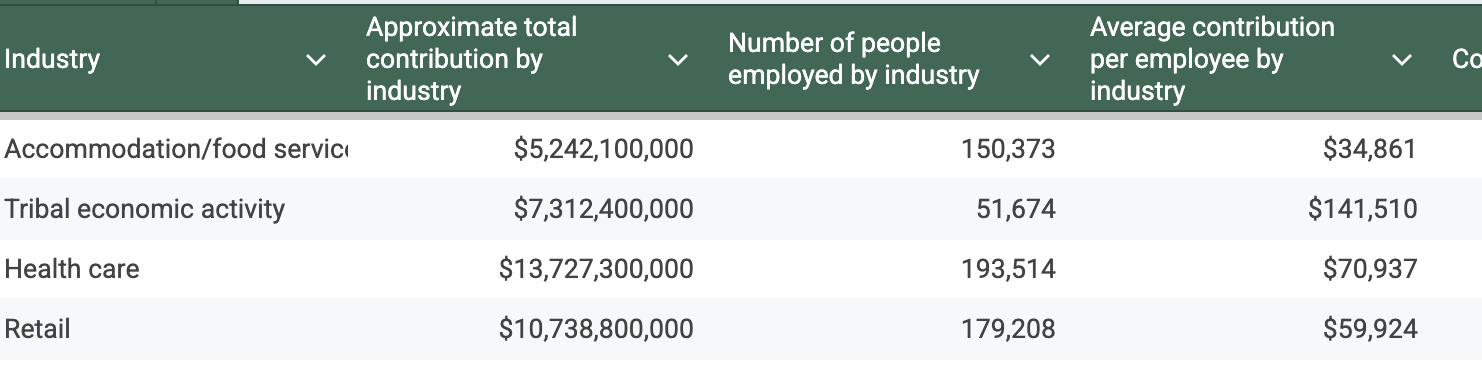 Industry
Approximate total
contribution by
industry
Number of people
employed by industry
Average contribution
per employee by
industry
Co
Accommodation/food servic
$5,242,100,000
150,373
$34,861
Tribal economic activity
$7,312,400,000
51,674
$141,510
Health care
$13,727,300,000
193,514
$70,937
Retail
$10,738,800,000
179,208
$59,924